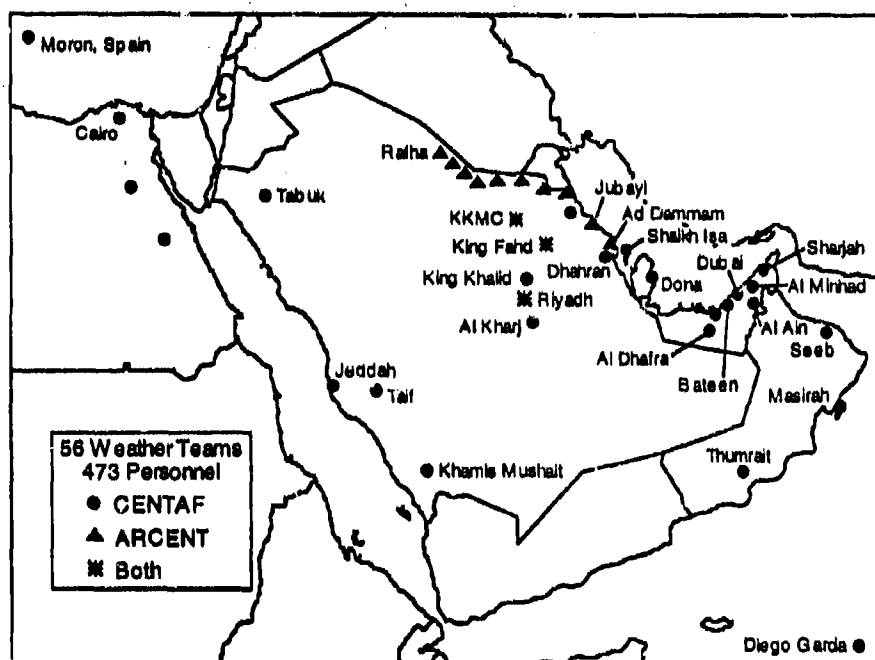 Moron, Spain
Cairo
Tabuk
Rafha
Jubayl
KKMC
Ad Dammam
Shaikh Isa
King Fahd
Dubai
Sharjah
Dhahran
King Khalid
Doha
Al Minhad
Riyadh
Al Kharj
Al Ain
Seeb
Al Dhafra
Jeddah
Bateen
Taif
Masirah
56 Weather Teams
473 Personnel
CENTAF
ARCENT
Both
Khamis Mushait
Thumrait
Diego Garcia